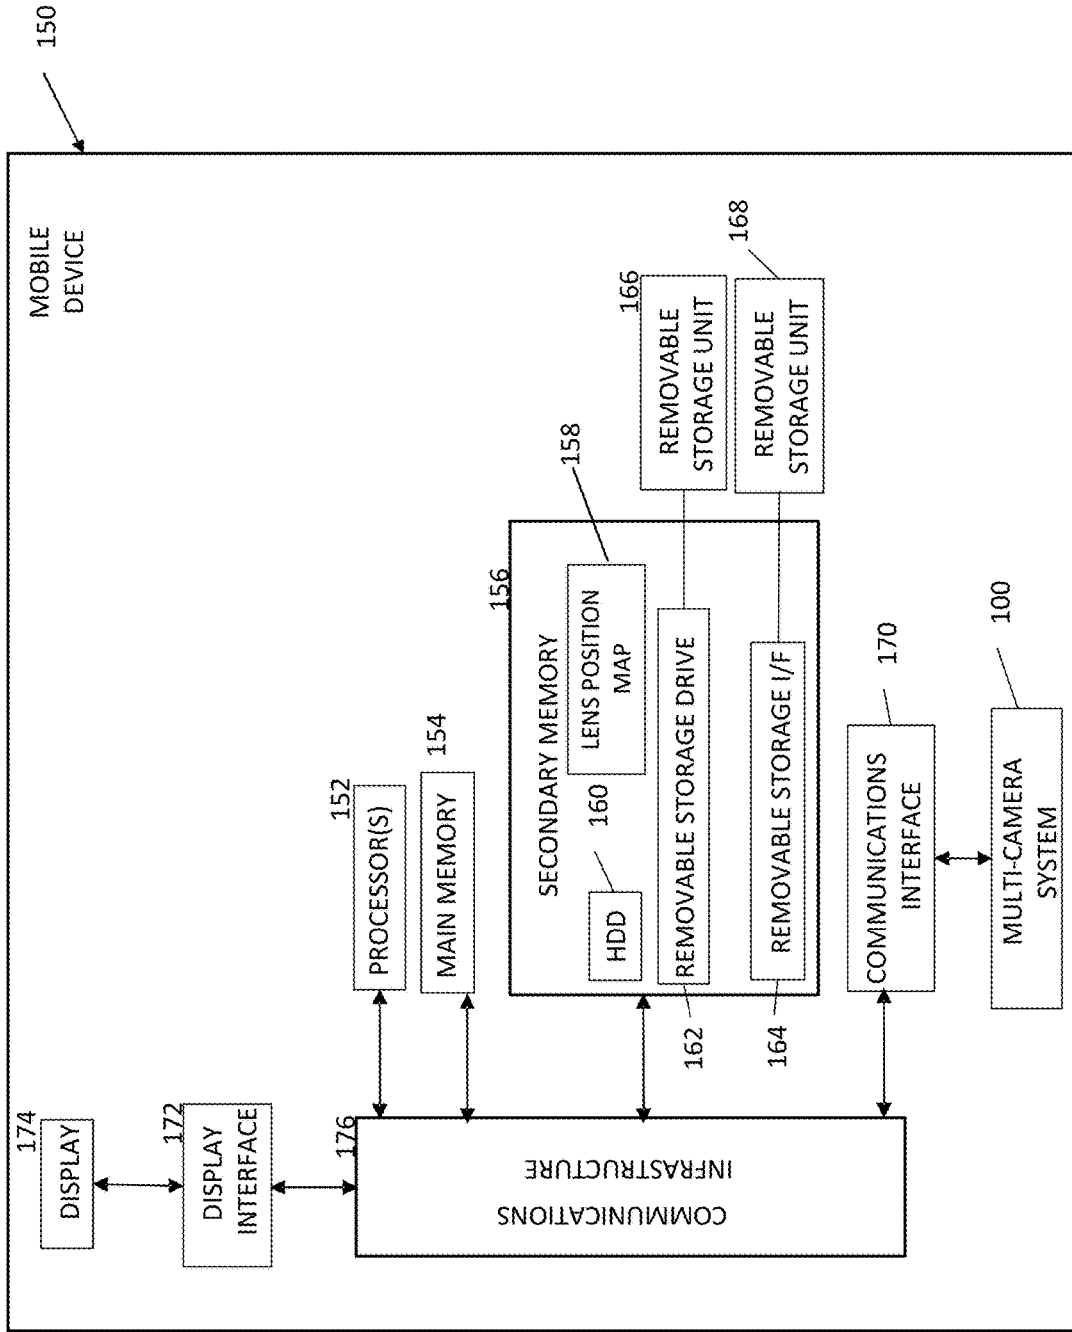 150
MOBILE
DEVICE
174
DISPLAY
172
DISPLAY
INTERFACE
176
COMMUNICATIONS
INFRASTRUCTURE
152
PROCESSOR(S)
154
MAIN MEMORY
156
SECONDARY MEMORY
160
HDD
158
LENS POSITION
MAP
162
REMOVABLE STORAGE DRIVE
166
REMOVABLE
STORAGE UNIT
164
REMOVABLE STORAGE I/F
168
REMOVABLE
STORAGE UNIT
170
COMMUNICATIONS
INTERFACE
100
MULTI-CAMERA
SYSTEM